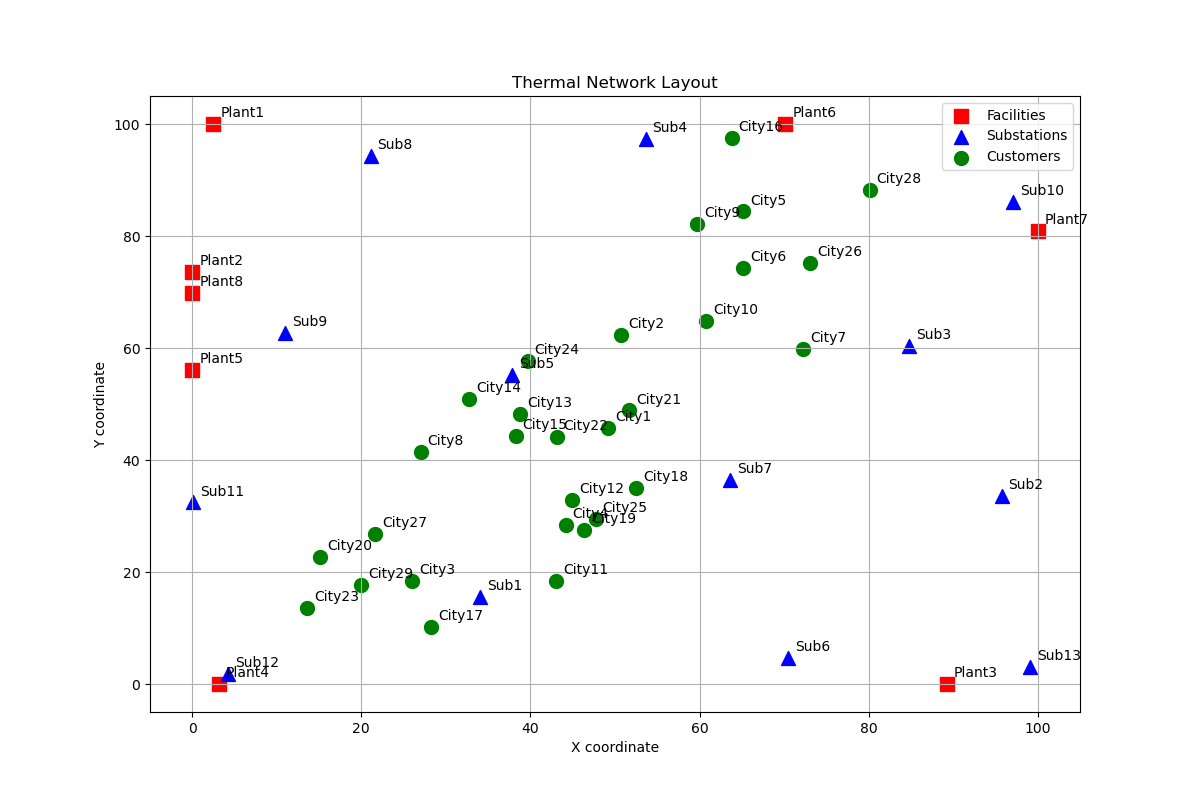 Thermal Network Layout
Plant1
Plant6
Facilities
Substations
Customers
City16
Sub4
Sub8
City28
Sub10
City5
City9
Plant7
Plant2
City6
City26
Plant8
Sub9
City10
City2
City7
Sub3
Plant5
City24
Sub5
City14
City13
City21
City15
City22
City1
City8
City18
Sub7
Sub2
Sub11
City12
City25
City4
City19
City27
City20
City29
City3
City11
Sub1
City23
City17
Sub6
Sub13
Sub12
Plant4
Plant3
100
80
60
40
20
0
Y coordinate
0
20
40
60
80
100
X coordinate